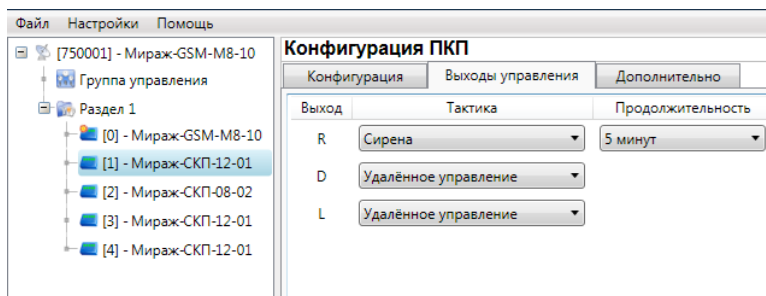 Файл Настройки Помощь
[750001] - Мираж-GSM-M8-10
Группа управления
Раздел 1
[0] - Мираж-GSM-M8-10
[1] - Мираж-СКП-12-01
[2] - Мираж-СКП-08-02
[3] - Мираж-СКП-12-01
[4] - Мираж-СКП-12-01
Конфигурация ПКП
Конфигурация Выходы управления Дополнительно
Выход Тактика Продолжительность
R Сирена 5 минут
D Удалённое управление
L Удалённое управление